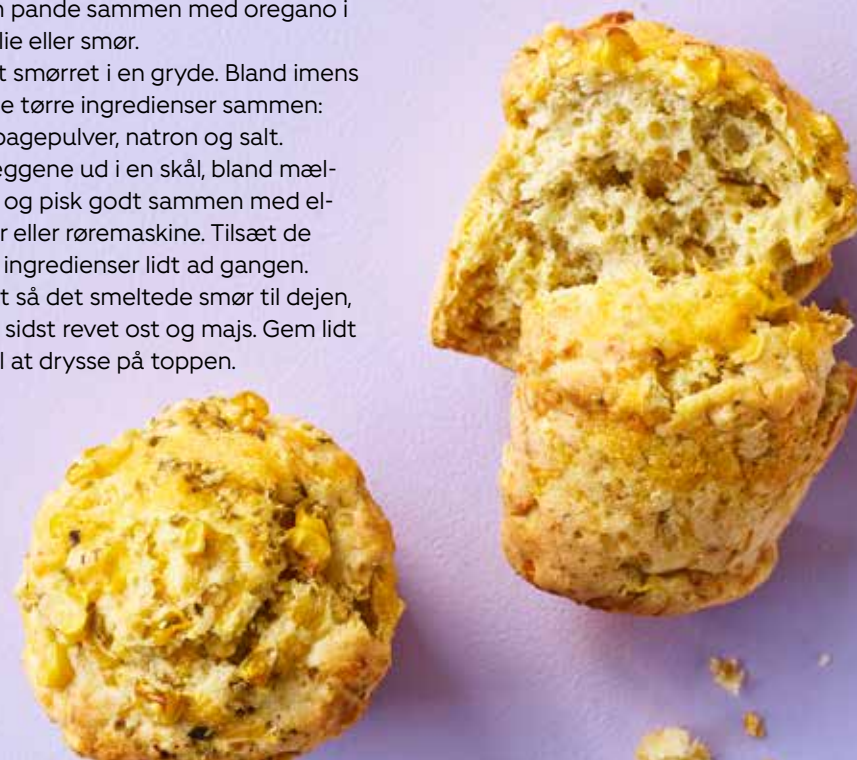 pande sammen med oregano i
eller smør.
smørret i en gryde. Bland imens
tørre ingredienser sammen:
bagepulver, natron og salt.
æggene ud i en skål, bland mæl-
og pisk godt sammen med el-
eller røremaskine. Tilsæt de
ingredienser lidt ad gangen.
så det smeltede smør til dejen,
sidst revet ost og majs. Gem lidt
at drysse på toppen.